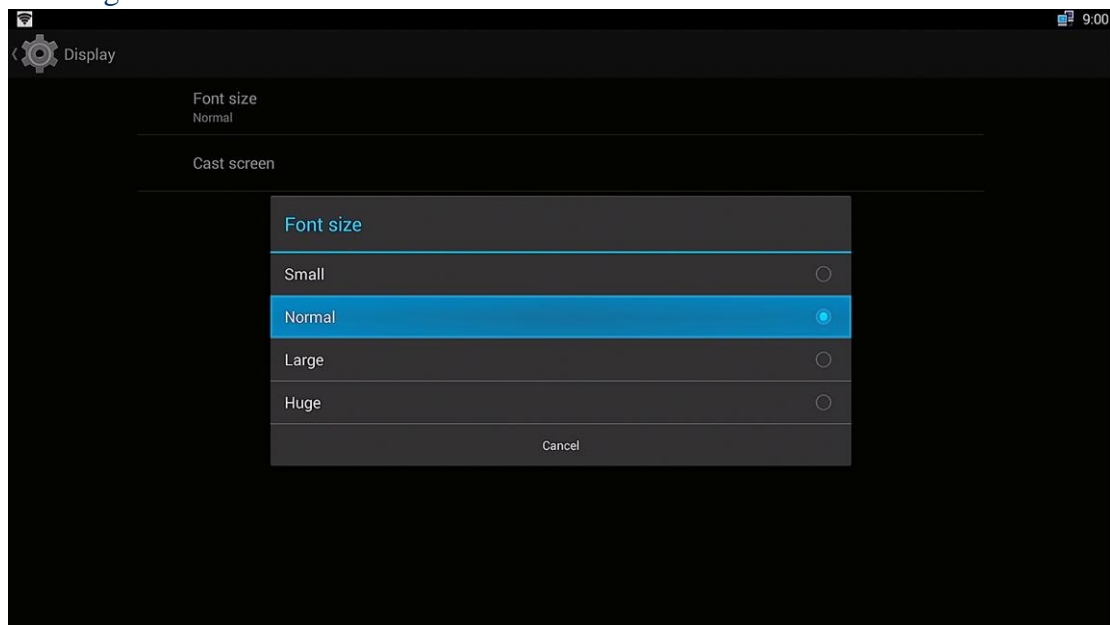 9:00
Display
Font size
Normal
Cast screen
Font size
Small
Normal
Large
Huge
Cancel